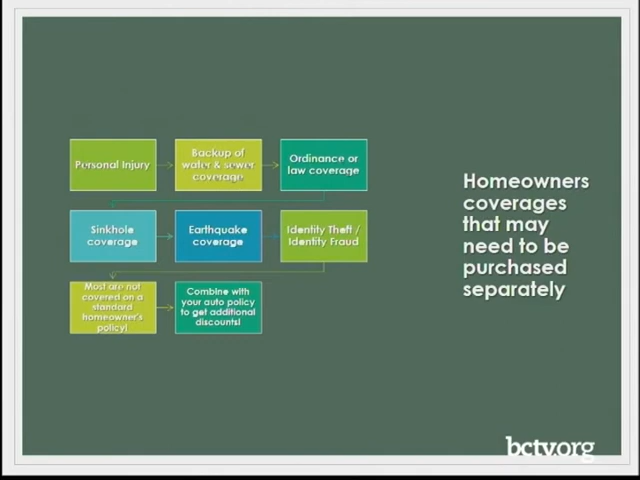 Personal Injury
Backup of
water & sewer
coverage
Ordinance or
law coverage
Sinkhole
coverage
Earthquake
coverage
Identity Theft /
Identity Fraud
Most are not
covered on a
standard
homeowner's
policy!
Combine with
your auto policy
to get additional
discounts!
Homeowners
coverages
that may
need to be
purchased
separately
bctv.org